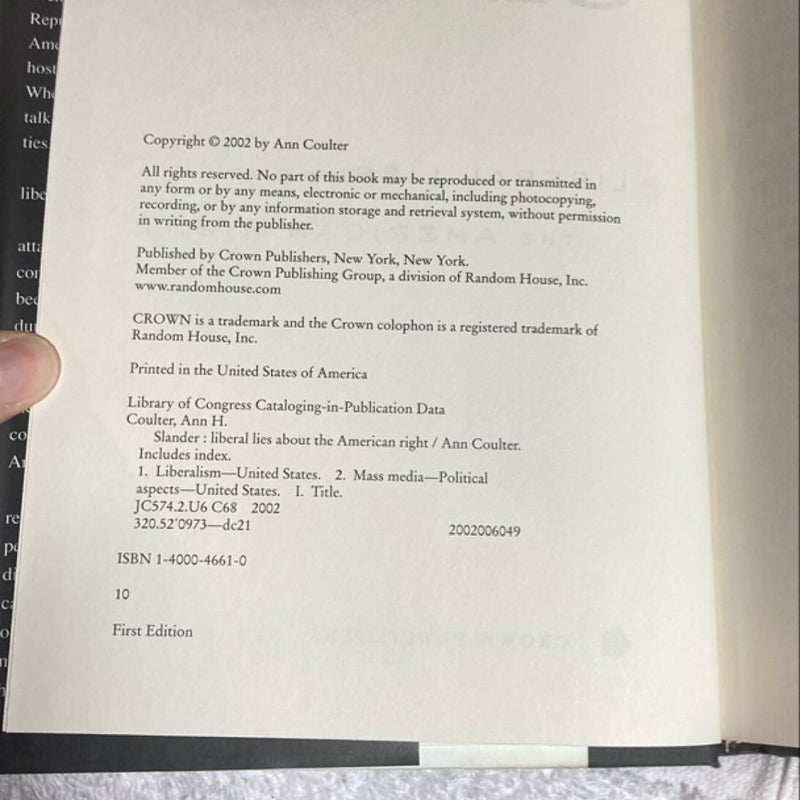 Copyright © 2002 by Ann Coulter
All rights reserved. No part of this book may be reproduced or transmitted in
any form or by any means, electronic or mechanical, including photocopying,
recording, or by any information storage and retrieval system, without permission
in writing from the publisher.
Published by Crown Publishers, New York, New York.
Member of the Crown Publishing Group, a division of Random House, Inc.
www.randomhouse.com
CROWN is a trademark and the Crown colophon is a registered trademark of
Random House, Inc.
Printed in the United States of America
Library of Congress Cataloging-in-Publication Data
Coulter, Ann H.
Slander : liberal lies about the American right / Ann Coulter.
Includes index.
1. Liberalism—United States. 2. Mass media—Political
aspects—United States. I. Title.
JC574.2.U6 C68 2002
320.52'0973—dc21 2002006049
ISBN 1-4000-4661-0
10
First Edition